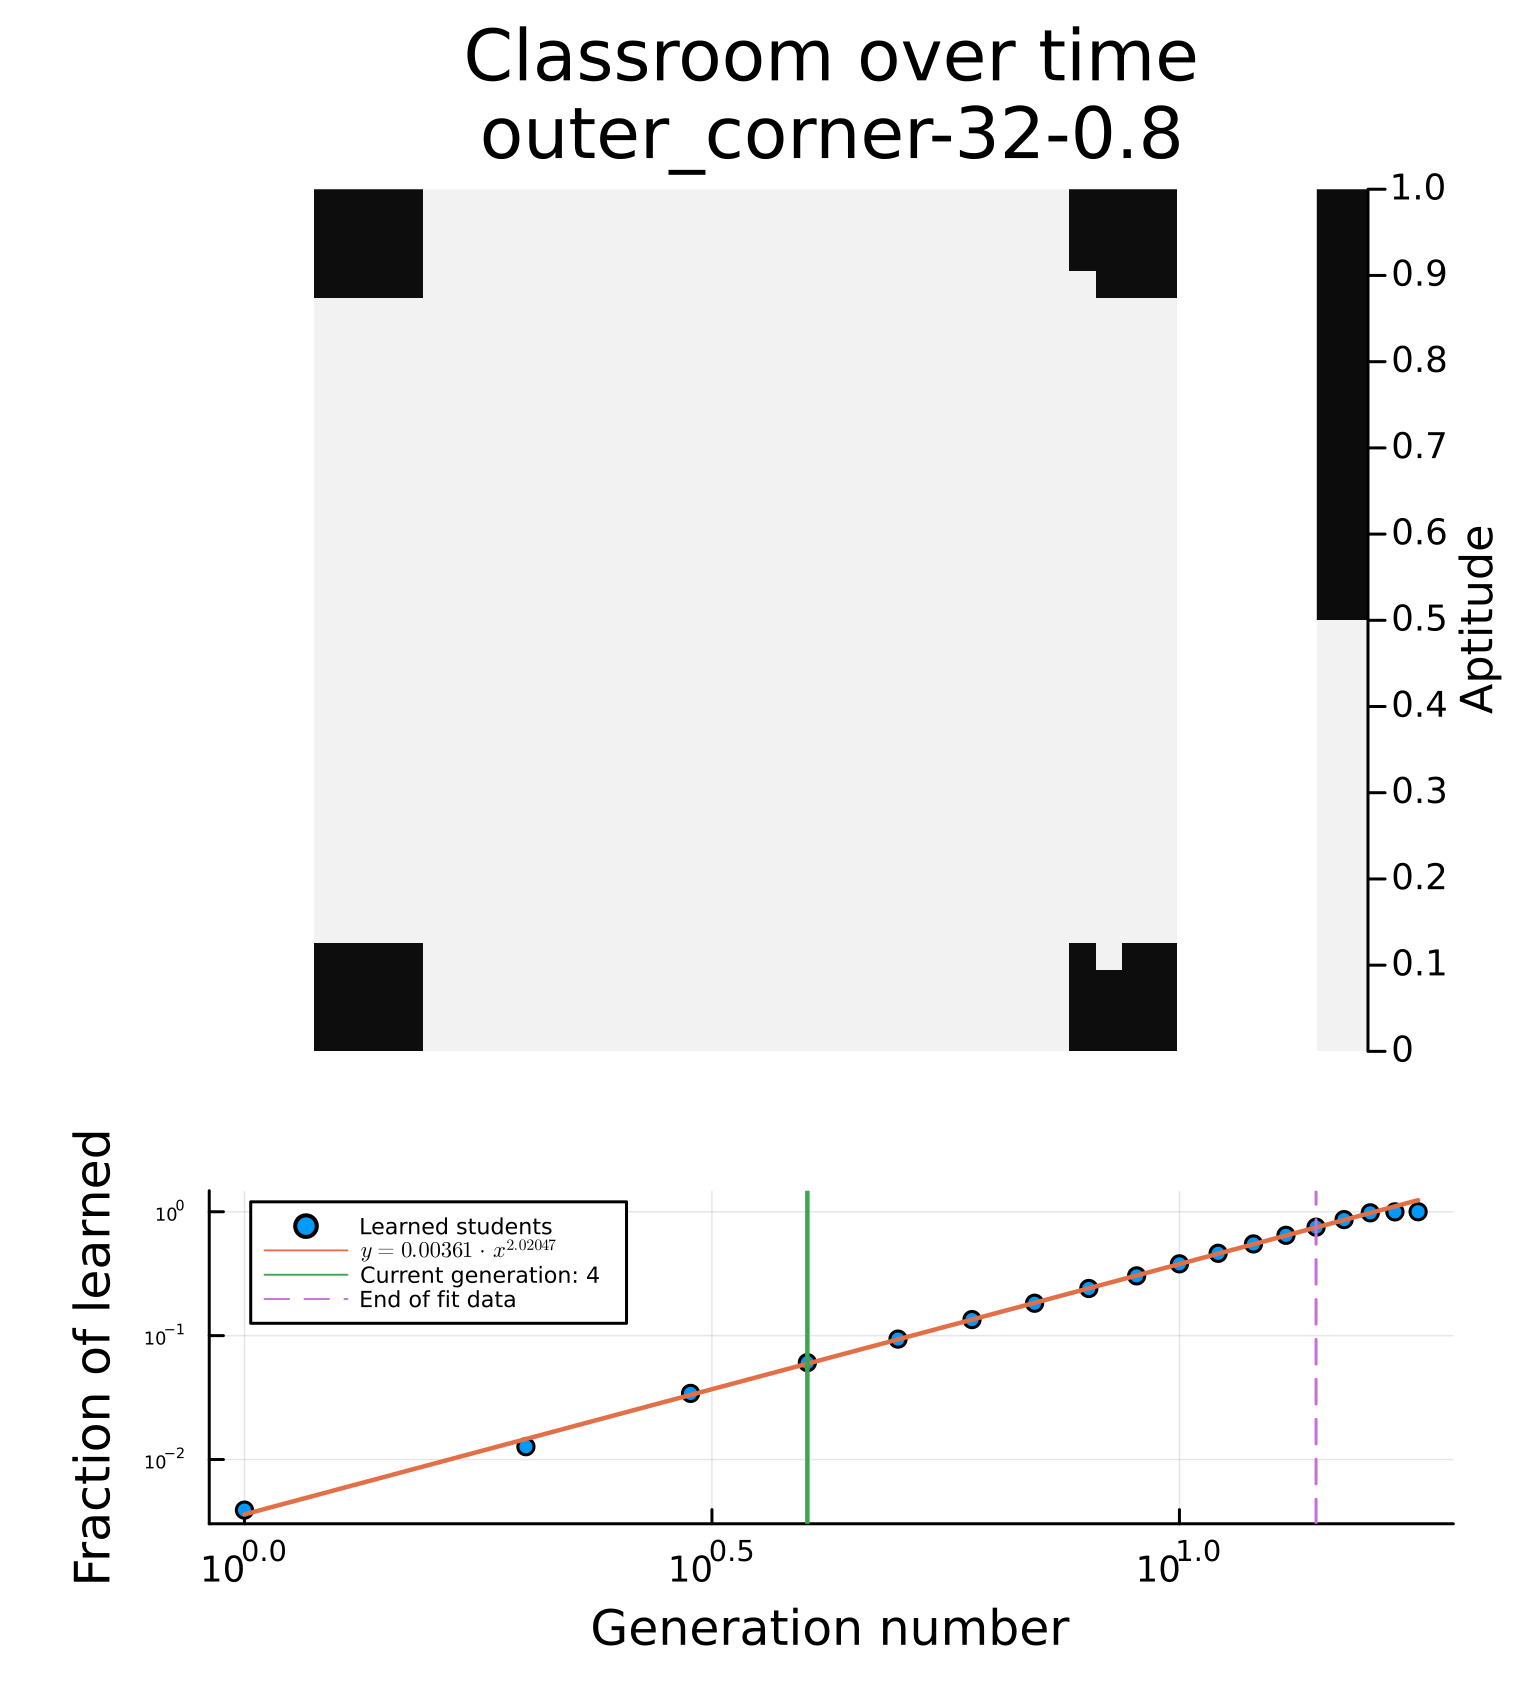 Classroom over time
outer_corner-32-0.8
1.0
0.9
0.8
0.7
0.6
0.5
0.4
0.3
0.2
0.1
0
Aptitude
Fraction of learned
10^0
10^−1
10^−2
Learned students
y = 0.00361 · x^2.02047
Current generation: 4
End of fit data
10^0.0
10^0.5
10^1.0
Generation number